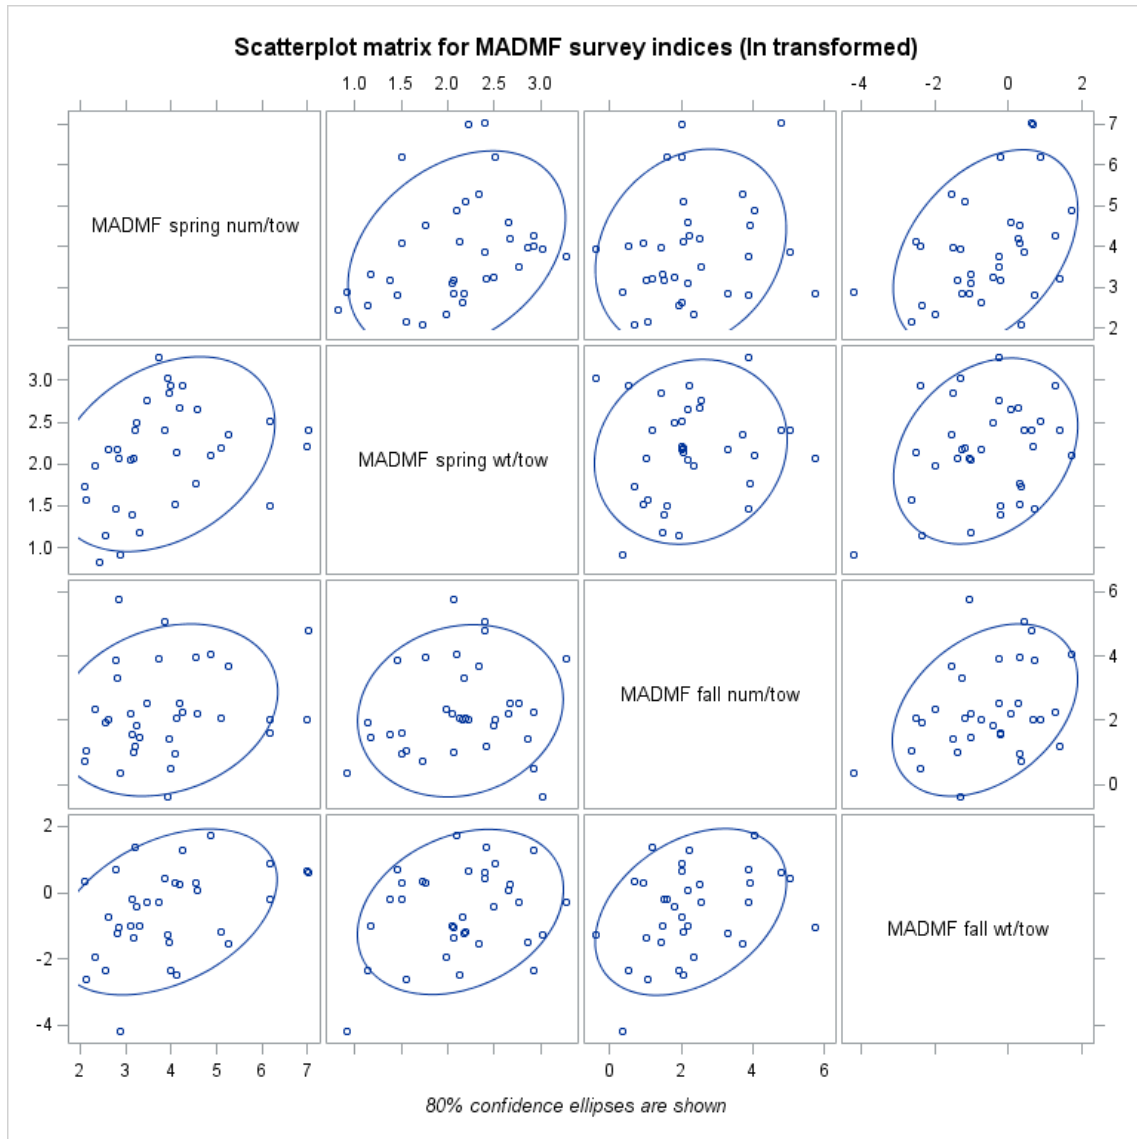 Scatterplot matrix for MADMF survey indices (ln transformed)
1.0 1.5 2.0 2.5 3.0 -4 -2 0 2
MADMF spring num/tow
7
6
5
4
3
2
3.0
2.5
2.0
1.5
1.0
MADMF spring wt/tow
MADMF fall num/tow
6
4
2
0
2
0
-2
-4
MADMF fall wt/tow
2 3 4 5 6 7 0 2 4 6
80% confidence ellipses are shown